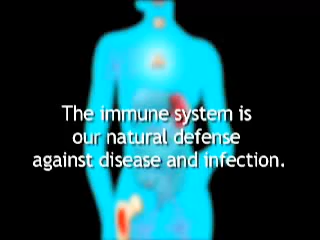 The immune system is
our natural defense
against disease and infection.